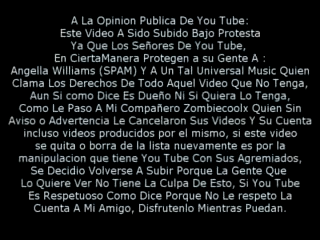 A La Opinion Publica De You Tube:
Este Video A Sido Subido Bajo Protesta
Ya Que Los Señores De You Tube,
En CiertaManera Protegen a su Gente A :
Angella Williams (SPAM) Y A Un Tal Universal Music Quien
Clama Los Derechos De Todo Aquel Video Que No Tenga,
Aun Si como Dice Es Dueño Ni Si Quiera Lo Tenga,
Como Le Paso A Mi Compañero Zombiecoolx Quien Sin
Aviso o Advertencia Le Cancelaron Sus Videos Y Su Cuenta
incluso videos producidos por el mismo, si este video
se quita o borra de la lista nuevamente es por la
manipulacion que tiene You Tube Con Sus Agremiados,
Se Decidio Volverse A Subir Porque La Gente Que
Lo Quiere Ver No Tiene La Culpa De Esto, Si You Tube
Es Respetuoso Como Dice Porque No Le respeto La
Cuenta A Mi Amigo, Disfrutenlo Mientras Puedan.